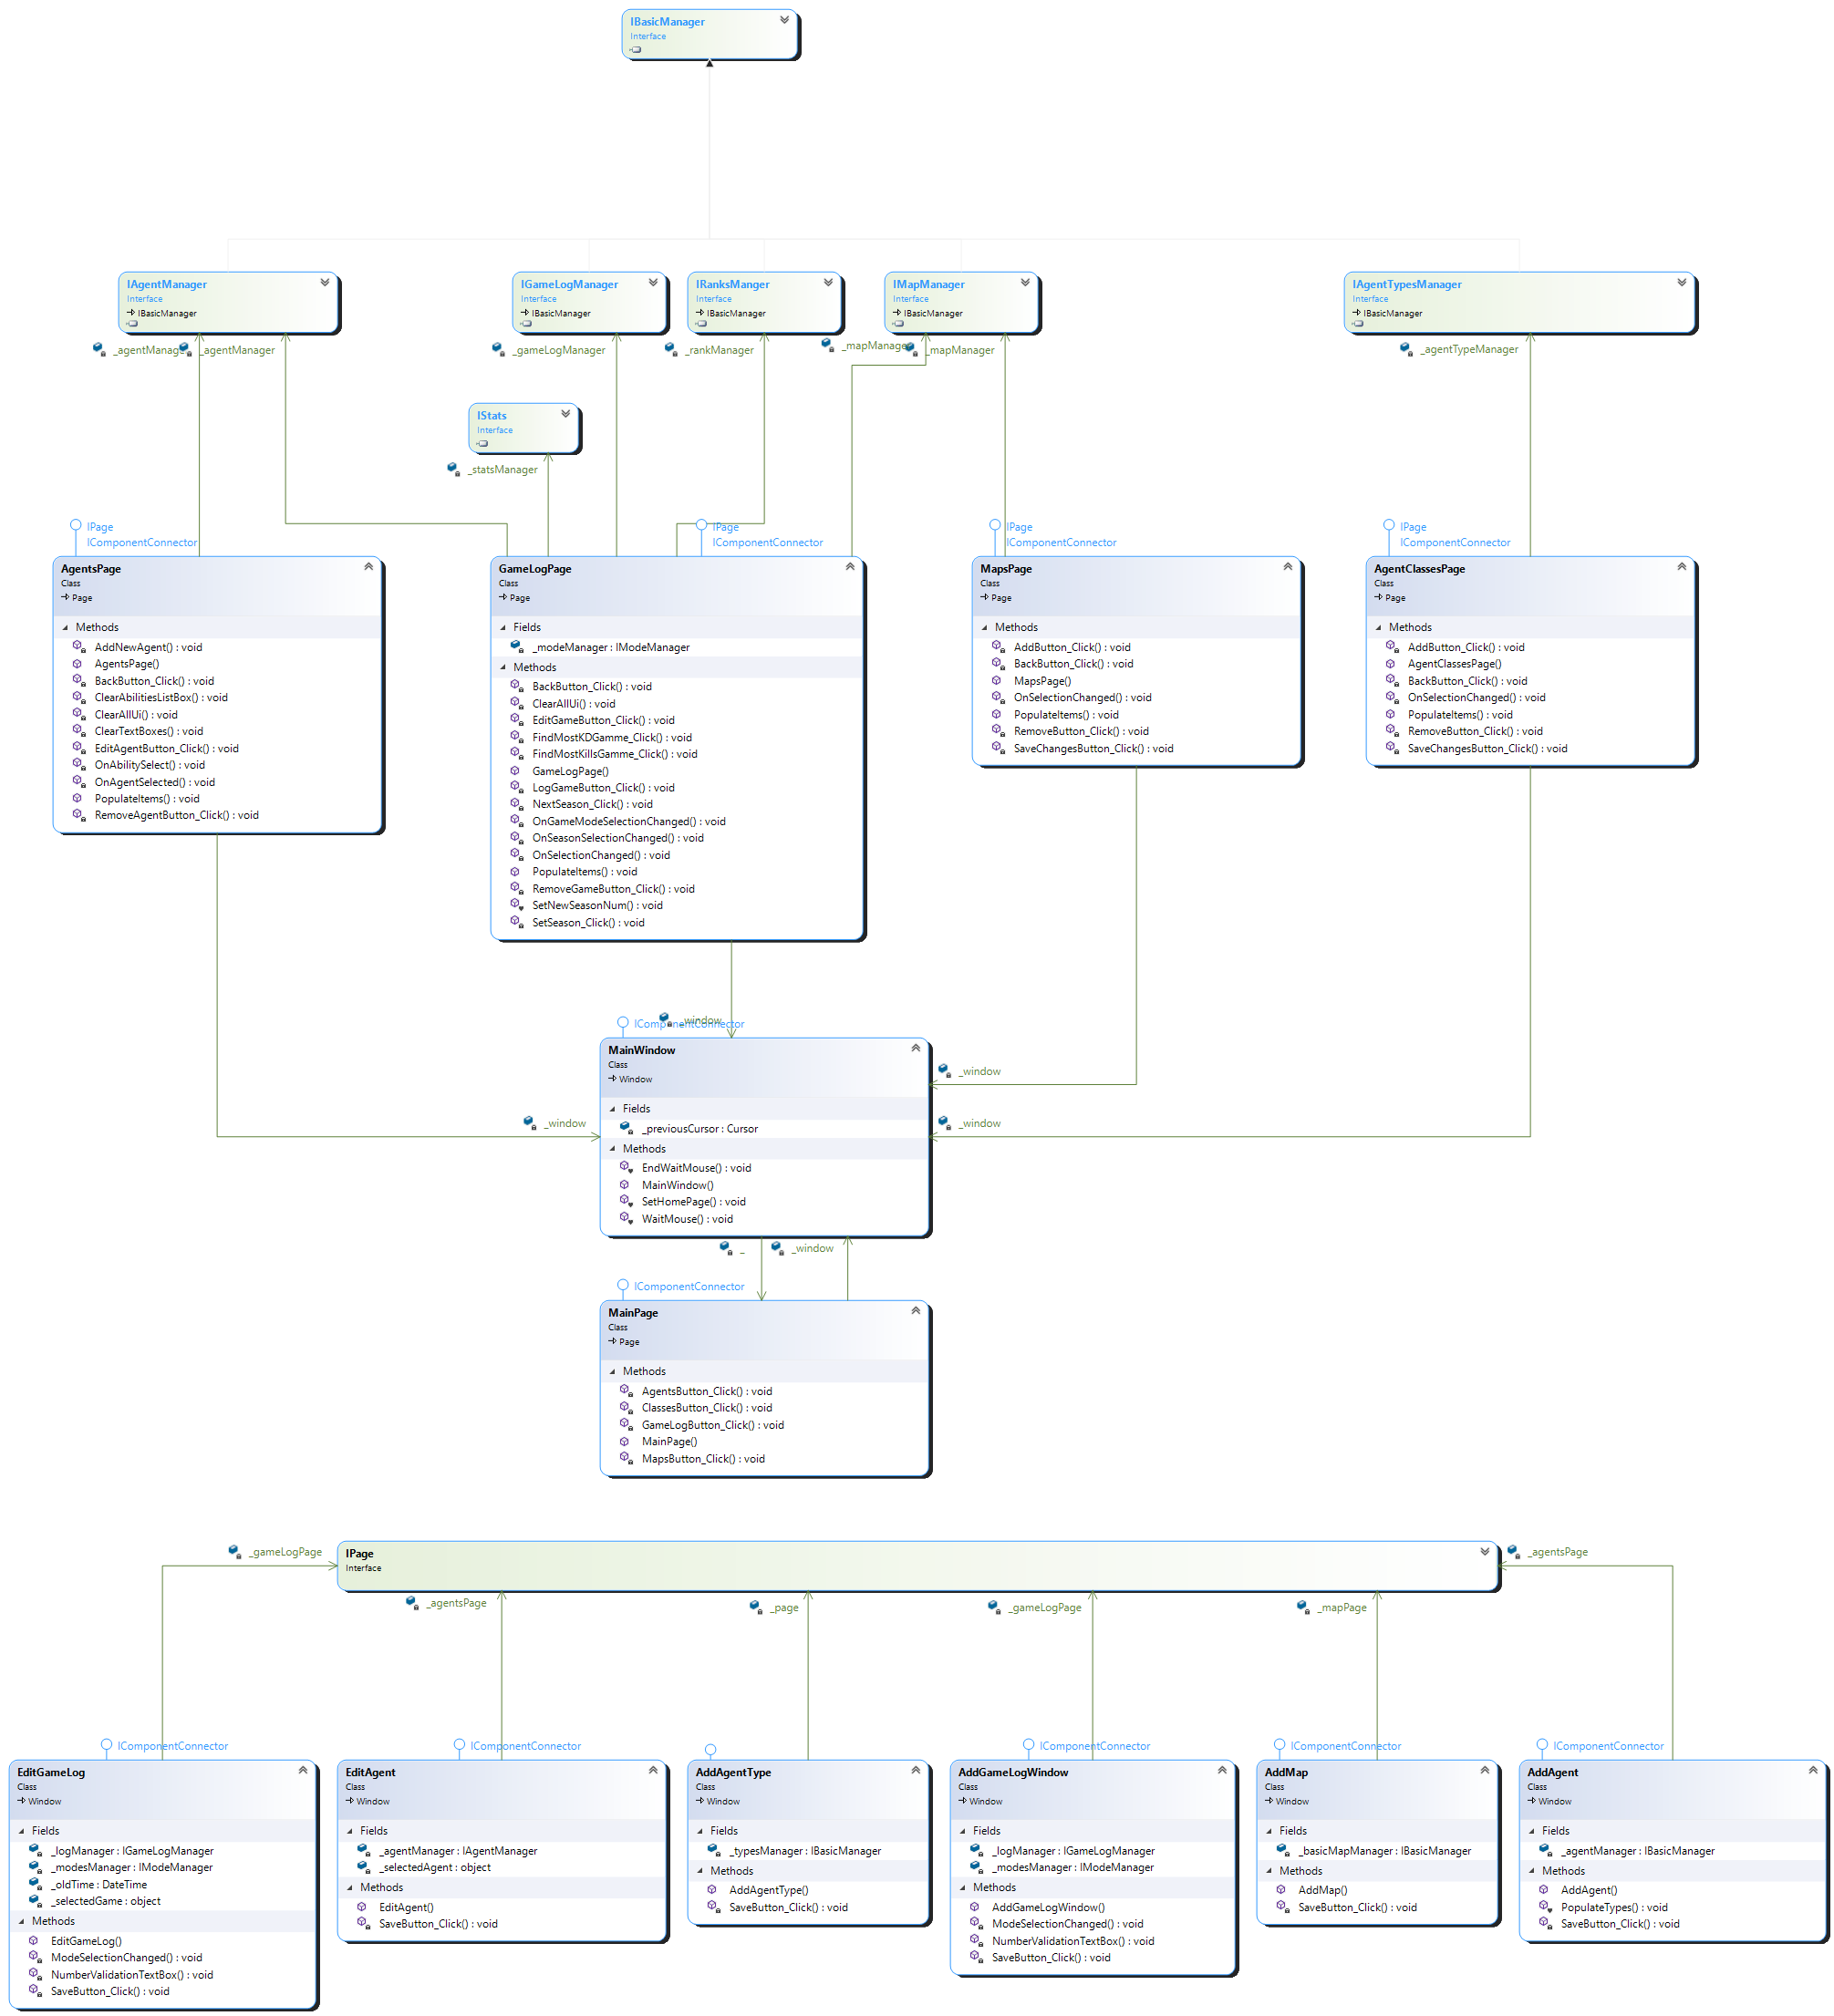 IBasicManager
Interface
IAgentManager
Interface
IBasicManager
IGameLogManager
Interface
IBasicManager
IRanksManger
Interface
IBasicManager
IMapManager
Interface
IBasicManager
IAgentTypesManager
Interface
IBasicManager
_agentManage
_agentManager
_gameLogManager
_rankManager
_mapManager
_mapManager
_agentTypeManager
IStats
Interface
_statsManager
IPage
IComponentConnector
AgentsPage
Class
Page
Methods
AddNewAgent() : void
AgentsPage()
BackButton_Click() : void
ClearAbilitiesListBox() : void
ClearAllUi() : void
ClearTextBoxes() : void
EditAgentButton_Click() : void
OnAbilitySelect() : void
OnAgentSelected() : void
PopulateItems() : void
RemoveAgentButton_Click() : void
IPage
IComponentConnector
GameLogPage
Class
Page
Fields
_modeManager : IModeManager
Methods
BackButton_Click() : void
ClearAllUi() : void
EditGameButton_Click() : void
FindMostKDGamme_Click() : void
FindMostKillsGamme_Click() : void
GameLogPage()
LogGameButton_Click() : void
NextSeason_Click() : void
OnGameModeSelectionChanged() : void
OnSeasonSelectionChanged() : void
OnSelectionChanged() : void
PopulateItems() : void
RemoveGameButton_Click() : void
SetNewSeasonNum() : void
SetSeason_Click() : void
IPage
IComponentConnector
MapsPage
Class
Page
Methods
AddButton_Click() : void
BackButton_Click() : void
MapsPage()
OnSelectionChanged() : void
PopulateItems() : void
RemoveButton_Click() : void
SaveChangesButton_Click() : void
IPage
IComponentConnector
AgentClassesPage
Class
Page
Methods
AddButton_Click() : void
AgentClassesPage()
BackButton_Click() : void
OnSelectionChanged() : void
PopulateItems() : void
RemoveButton_Click() : void
SaveChangesButton_Click() : void
_window
IComponentConnector
_window
_window
_window
MainWindow
Class
Window
Fields
_previousCursor : Cursor
Methods
EndWaitMouse() : void
MainWindow()
SetHomePage() : void
WaitMouse() : void
_
_window
IComponentConnector
MainPage
Class
Page
Methods
AgentsButton_Click() : void
ClassesButton_Click() : void
GameLogButton_Click() : void
MainPage()
MapsButton_Click() : void
_gameLogPage
IPage
Interface
_agentsPage
_agentsPage
_page
_gameLogPage
_mapPage
IComponentConnector
EditGameLog
Class
Window
Fields
_logManager : IGameLogManager
_modesManager : IModeManager
_oldTime : DateTime
_selectedGame : object
Methods
EditGameLog()
ModeSelectionChanged() : void
NumberValidationTextBox() : void
SaveButton_Click() : void
IComponentConnector
EditAgent
Class
Window
Fields
_agentManager : IAgentManager
_selectedAgent : object
Methods
EditAgent()
SaveButton_Click() : void
AddAgentType
Class
Window
Fields
_typesManager : IBasicManager
Methods
AddAgentType()
SaveButton_Click() : void
IComponentConnector
AddGameLogWindow
Class
Window
Fields
_logManager : IGameLogManager
_modesManager : IModeManager
Methods
AddGameLogWindow()
ModeSelectionChanged() : void
NumberValidationTextBox() : void
SaveButton_Click() : void
IComponentConnector
AddMap
Class
Window
Fields
_basicMapManager : IBasicManager
Methods
AddMap()
SaveButton_Click() : void
IComponentConnector
AddAgent
Class
Window
Fields
_agentManager : IBasicManager
Methods
AddAgent()
PopulateTypes() : void
SaveButton_Click() : void